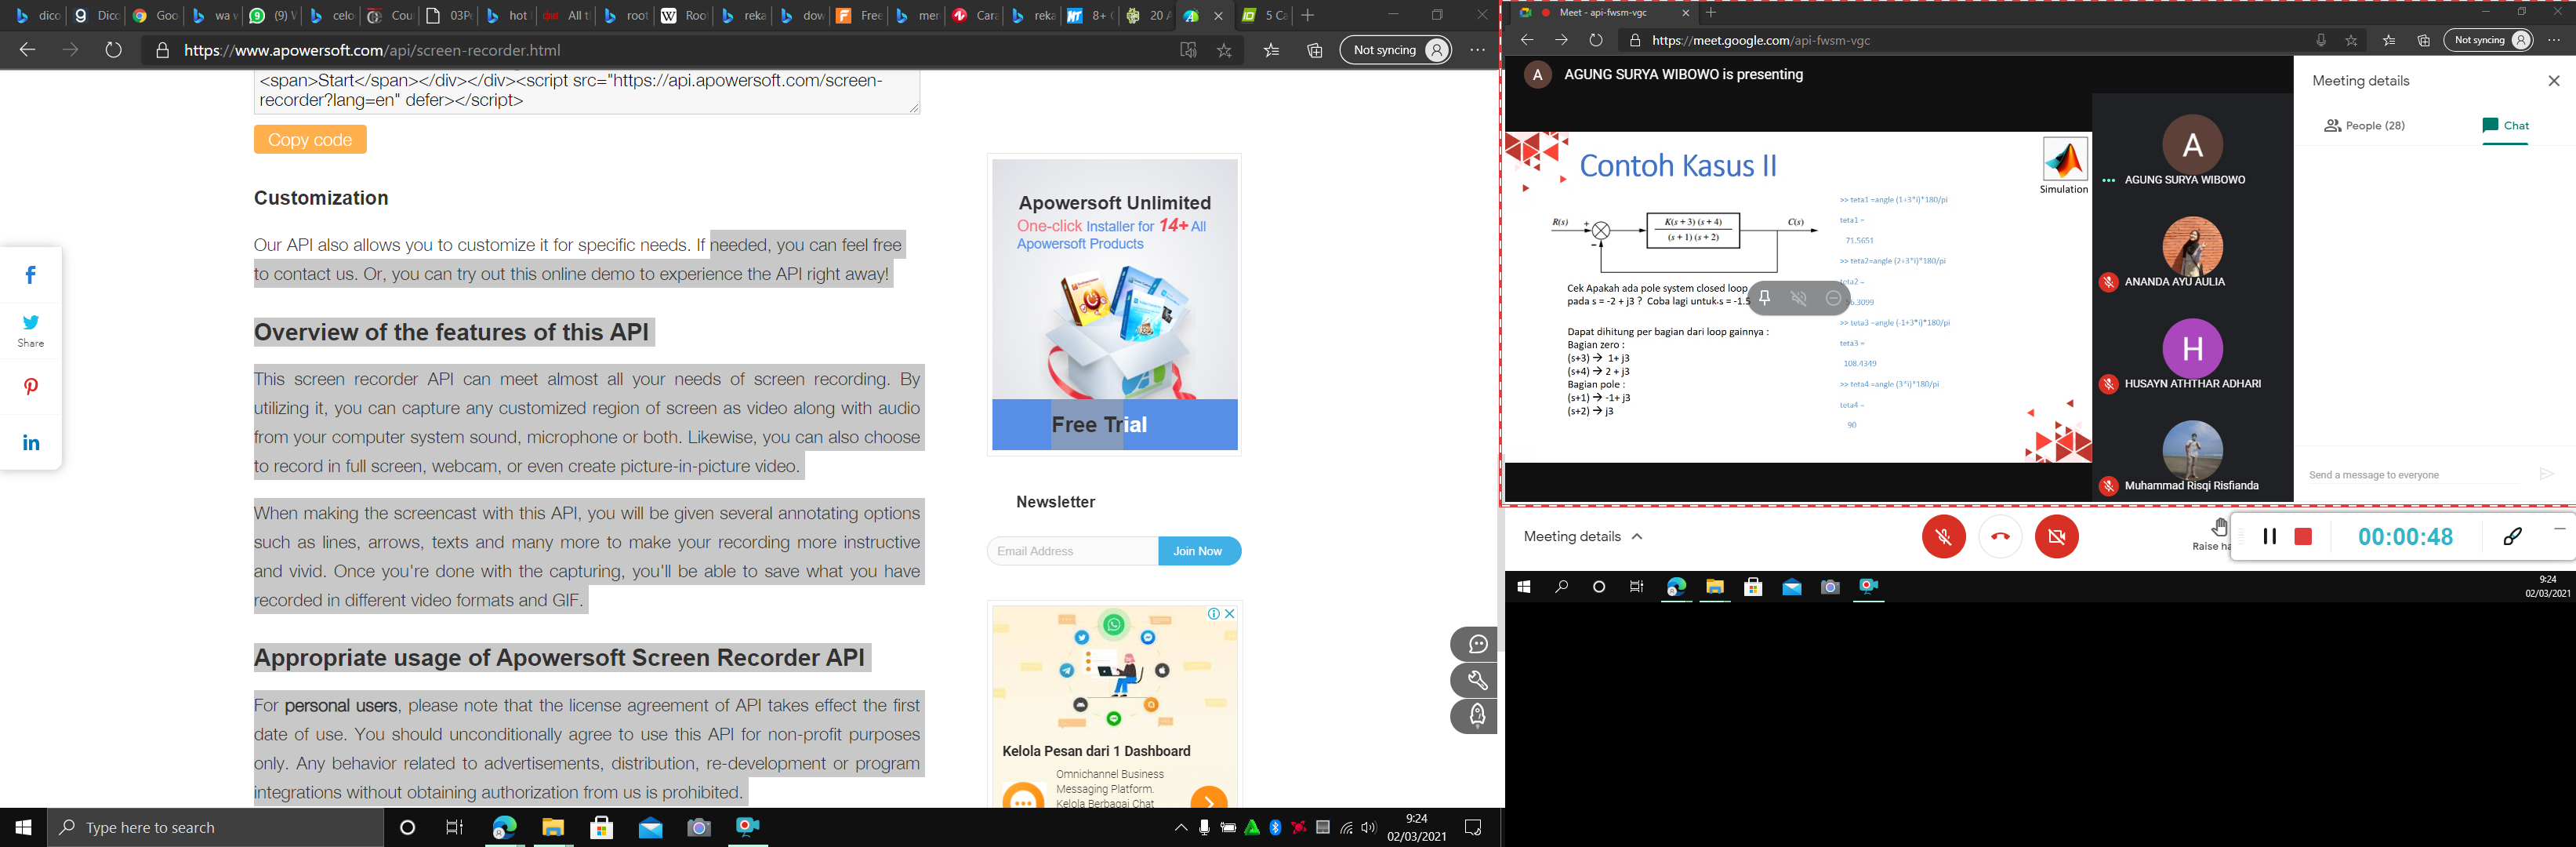 dico
Dico
Goo
wa v
(9) V
celo
Cou
03Pe
hot
All t
root
Roo
reka
dow
Free
mer
Cara
reka
8+ (
20 A
5 Ca
https://www.apowersoft.com/api/screen-recorder.html
Not syncing
<span>Start</span></div></div><script src="https://api.apowersoft.com/screen-
recorder?lang=en" defer></script>
Copy code
Customization
Our API also allows you to customize it for specific needs. If needed, you can feel free
to contact us. Or, you can try out this online demo to experience the API right away!
Overview of the features of this API
This screen recorder API can meet almost all your needs of screen recording. By
utilizing it, you can capture any customized region of screen as video along with audio
from your computer system sound, microphone or both. Likewise, you can also choose
to record in full screen, webcam, or even create picture-in-picture video.
When making the screencast with this API, you will be given several annotating options
such as lines, arrows, texts and many more to make your recording more instructive
and vivid. Once you're done with the capturing, you'll be able to save what you have
recorded in different video formats and GIF.
Appropriate usage of Apowersoft Screen Recorder API
For personal users, please note that the license agreement of API takes effect the first
date of use. You should unconditionally agree to use this API for non-profit purposes
only. Any behavior related to advertisements, distribution, re-development or program
integrations without obtaining authorization from us is prohibited.
Share
Apowersoft Unlimited
One-click Installer for 14+ All
Apowersoft Products
Free Trial
Newsletter
Email Address
Join Now
Kelola Pesan dari 1 Dashboard
Omnichannel Business
Messaging Platform.
Kelola Berbagai Chat
Type here to search
9:24
02/03/2021
Meet - api-fwsm-vgc
https://meet.google.com/api-fwsm-vgc
Not syncing
A
AGUNG SURYA WIBOWO is presenting
Contoh Kasus II
Simulation
R(s)
+
−
K(s + 3) (s + 4)
(s + 1) (s + 2)
C(s)
Cek Apakah ada pole system closed loop
pada s = -2 + j3 ? Coba lagi untuk s = -1.5
Dapat dihitung per bagian dari loop gainnya :
Bagian zero :
(s+3) → 1+ j3
(s+4) → 2 + j3
Bagian pole :
(s+1) → -1+ j3
(s+2) → j3
>> teta1 =angle (1+3*i)*180/pi
teta1 =
71.5651
>> teta2=angle (2+3*i)*180/pi
teta2 =
56.3099
>> teta3 =angle (-1+3*i)*180/pi
teta3 =
108.4349
>> teta4 =angle (3*i)*180/pi
teta4 =
90
A
AGUNG SURYA WIBOWO
ANANDA AYU AULIA
H
HUSAYN ATHTHAR ADHARI
Muhammad Risqi Risfianda
Meeting details
People (28)
Chat
Send a message to everyone
Meeting details
Raise ha
00:00:48
9:24
02/03/2021